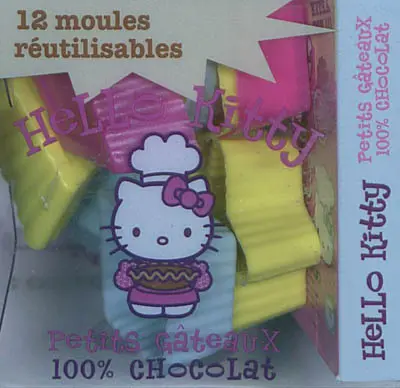 12 moules
réutilisables
Hello Kitty
Petits gâteaux
100% CHocolat
Hello Kitty
Petits gâteaux
100% CHocolat